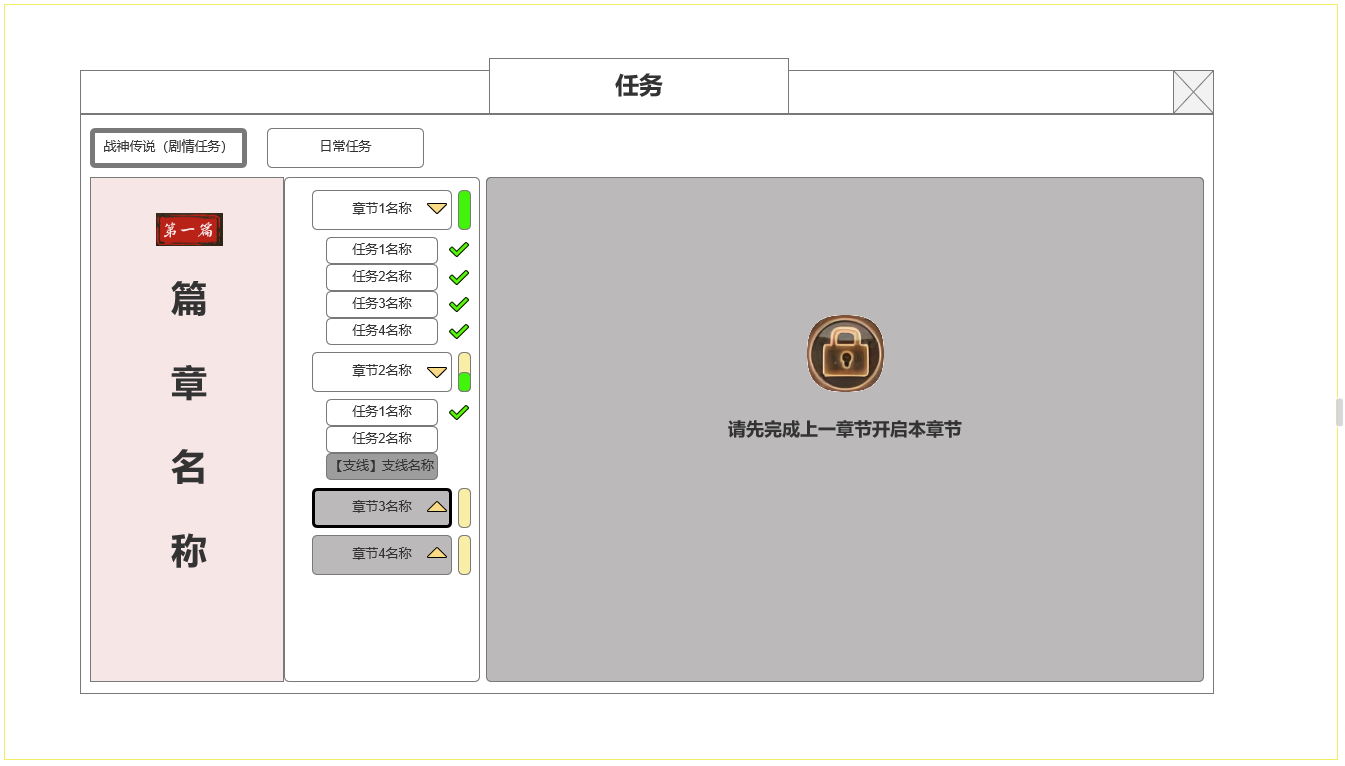 任务
战神传说（剧情任务）
日常任务
第一篇
篇
章
名
称
章节1名称
任务1名称
任务2名称
任务3名称
任务4名称
章节2名称
任务1名称
任务2名称
【支线】支线名称
章节3名称
章节4名称
请先完成上一章节开启本章节